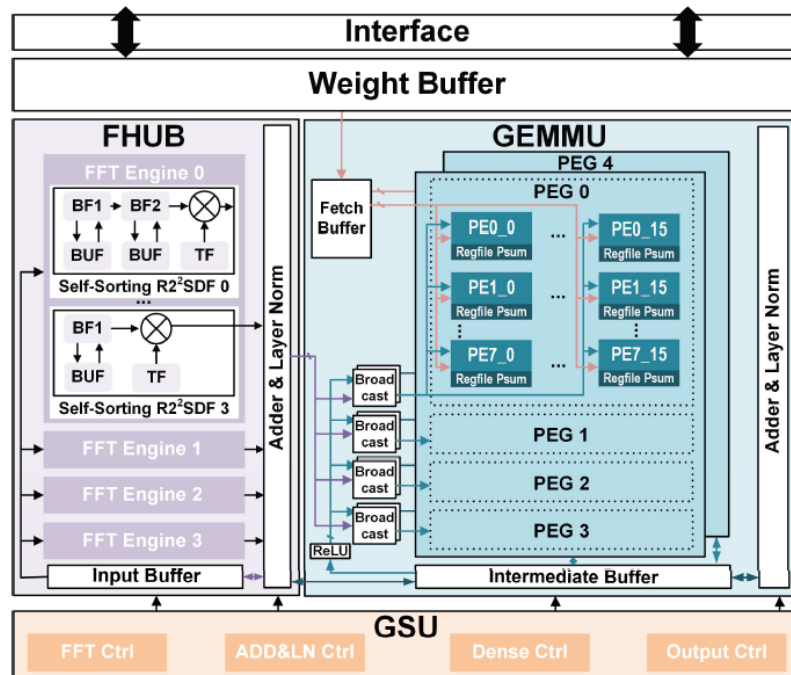 Interface
Weight Buffer
FHUB
FFT Engine 0
BF1
BF2
BUF
BUF
TF
Self-Sorting R2²SDF 0
...
BF1
BUF
TF
Self-Sorting R2²SDF 3
FFT Engine 1
FFT Engine 2
FFT Engine 3
Input Buffer
Adder & Layer Norm
GEMMU
PEG 4
PEG 0
Fetch
Buffer
PE0_0
Regfile Psum
...
PE0_15
Regfile Psum
PE1_0
Regfile Psum
...
PE1_15
Regfile Psum
PE7_0
Regfile Psum
...
PE7_15
Regfile Psum
Broad
cast
Broad
cast
Broad
cast
Broad
cast
PEG 1
PEG 2
PEG 3
ReLU
Intermediate Buffer
Adder & Layer Norm
GSU
FFT Ctrl
ADD&LN Ctrl
Dense Ctrl
Output Ctrl